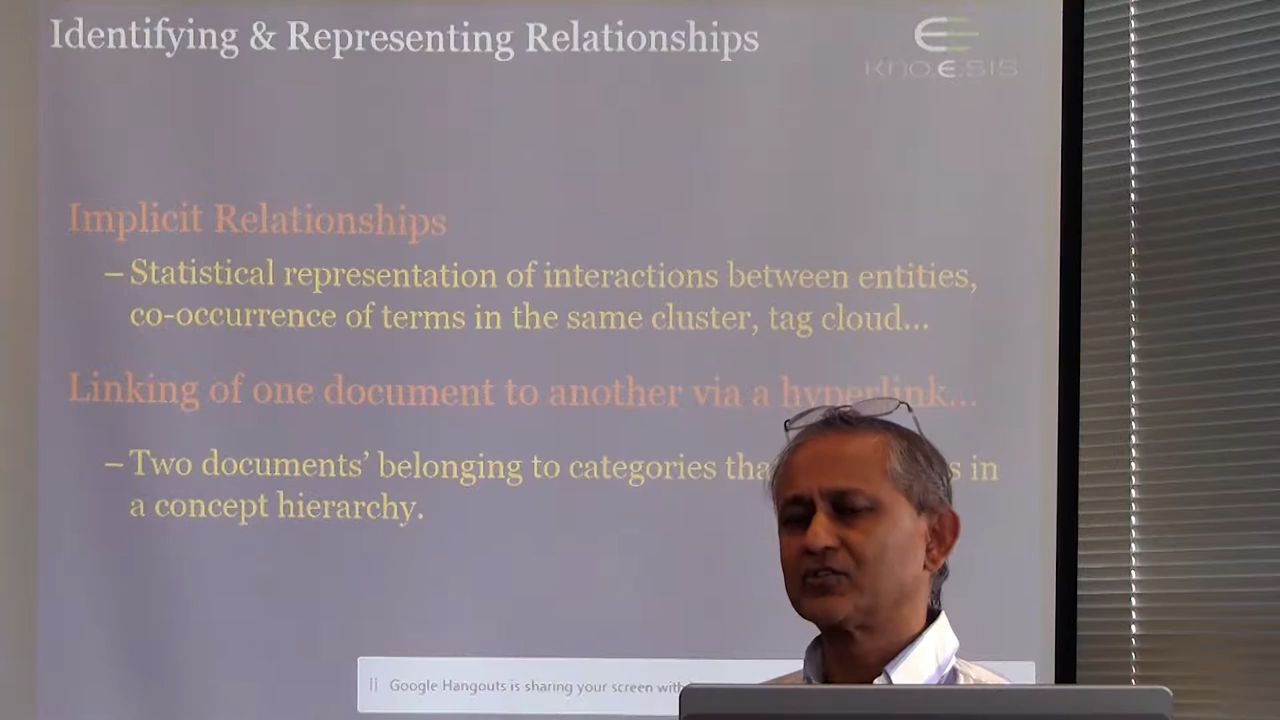 Identifying & Representing Relationships
kno.e.sis
Implicit Relationships
– Statistical representation of interactions between entities,
co-occurrence of terms in the same cluster, tag cloud...
Linking of one document to another via a hyperlink...
– Two documents’ belonging to categories in
a concept hierarchy.
|| Google Hangouts is sharing your screen with